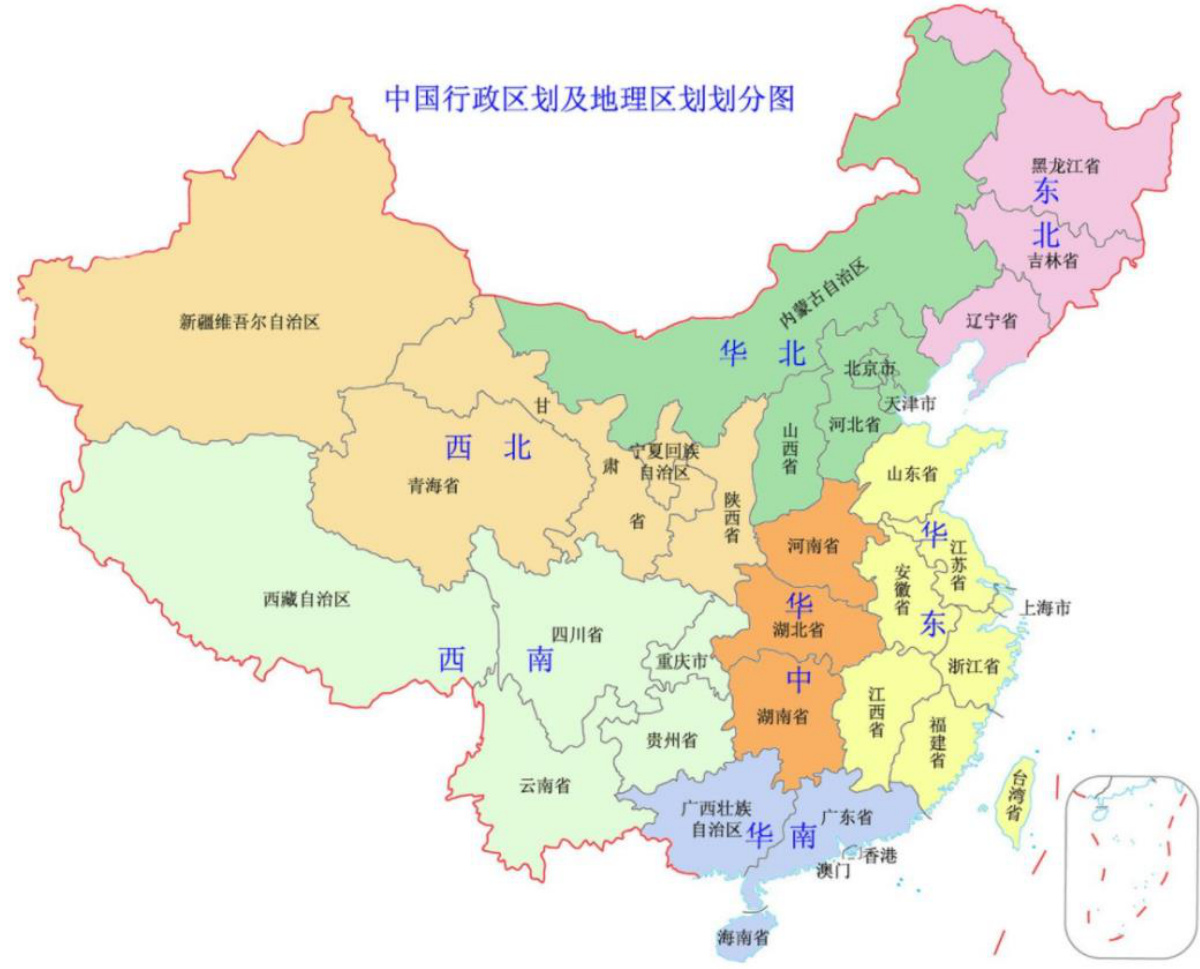 中国行政区划及地理区划划分图
黑龙江省
东
北
吉林省
辽宁省
内蒙古自治区
华 北
北京市
天津市
河北省
山西省
新疆维吾尔自治区
甘
肃
省
西 北
宁夏回族
自治区
青海省
陕西省
山东省
河南省
华
东
江苏省
安徽省
上海市
浙江省
江西省
福建省
台湾省
华
中
湖北省
湖南省
西藏自治区
四川省
西 南
重庆市
贵州省
云南省
广西壮族
自治区
华 南
广东省
香港
澳门
海南省